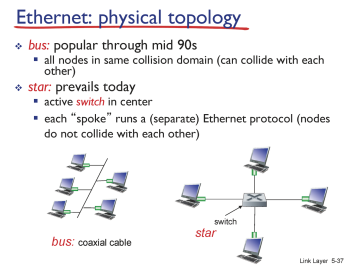 Ethernet: physical topology
❖ bus: popular through mid 90s
▪ all nodes in same collision domain (can collide with each
other)
❖ star: prevails today
▪ active switch in center
▪ each “spoke” runs a (separate) Ethernet protocol (nodes
do not collide with each other)
switch
star
bus: coaxial cable
Link Layer 5-37